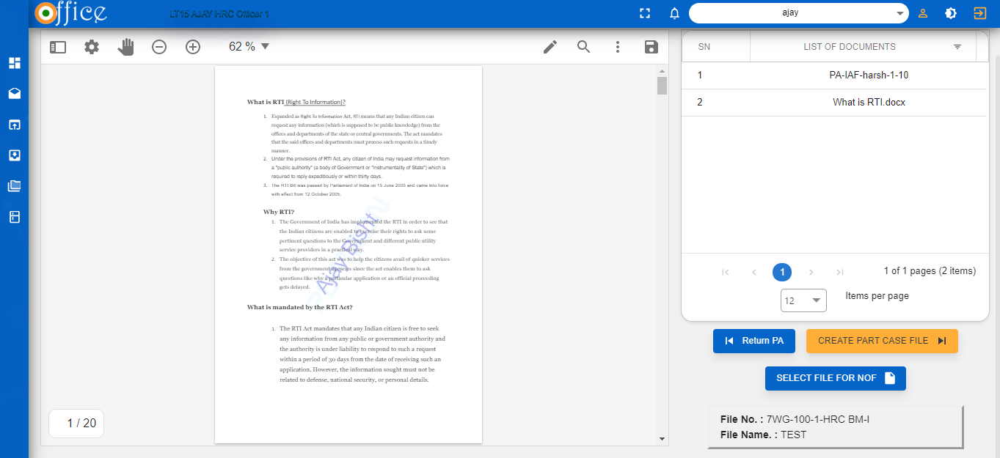 Office
LT15 AJAY HRC Officer 1
ajay
62 %
What is RTI (Right To Information)?
1. Expanded as Right To Information Act, RTI means that any Indian citizen can
request any information (which is supposed to be public knowledge) from the
offices and departments of the state or central governments. The act mandates
that the said offices and departments must process such requests in a timely
manner.
2. Under the provisions of RTI Act, any citizen of India may request information from
a "public authority" (a body of Government or "instrumentality of State") which is
required to reply expeditiously or within thirty days.
3. The RTI Bill was passed by Parliament of India on 15 June 2005 and came into force
with effect from 12 October 2005.
Why RTI?
1. The Government of India has implemented the RTI in order to see that
the Indian citizens are enabled to exercise their rights to ask some
pertinent questions to the Government and different public utility
service providers in a practical way.
2. The objective of this act was to help the citizens avail of quicker services
from the government agencies since the act enables them to ask
questions like why a particular application or an official proceeding
gets delayed.
Ajay Bisht
What is mandated by the RTI Act?
1. The RTI Act mandates that any Indian citizen is free to seek
any information from any public or government authority and
the authority is under liability to respond to such a request
within a period of 30 days from the date of receiving such an
application. However, the information sought must not be
related to defense, national security, or personal details.
1 / 20
SN LIST OF DOCUMENTS
1 PA-IAF-harsh-1-10
2 What is RTI.docx
1 1 of 1 pages (2 items)
12 Items per page
Return PA CREATE PART CASE FILE
SELECT FILE FOR NOF
File No. : 7WG-100-1-HRC BM-I
File Name. : TEST